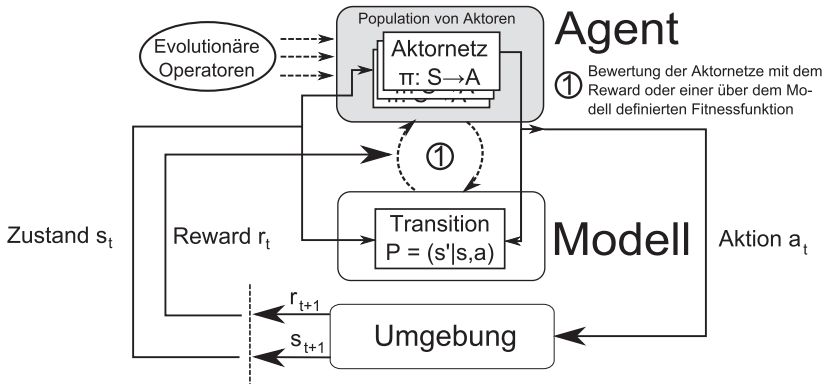 Population von Aktoren
Aktornetz
π: S→A
Evolutionäre
Operatoren
Agent
1 Bewertung der Aktornetze mit dem
Reward oder einer über dem Mo-
dell definierten Fitnessfunktion
1
Zustand s_t
Reward r_t
Transition
P = (s'|s,a)
Modell
Aktion a_t
r_t+1
s_t+1
Umgebung